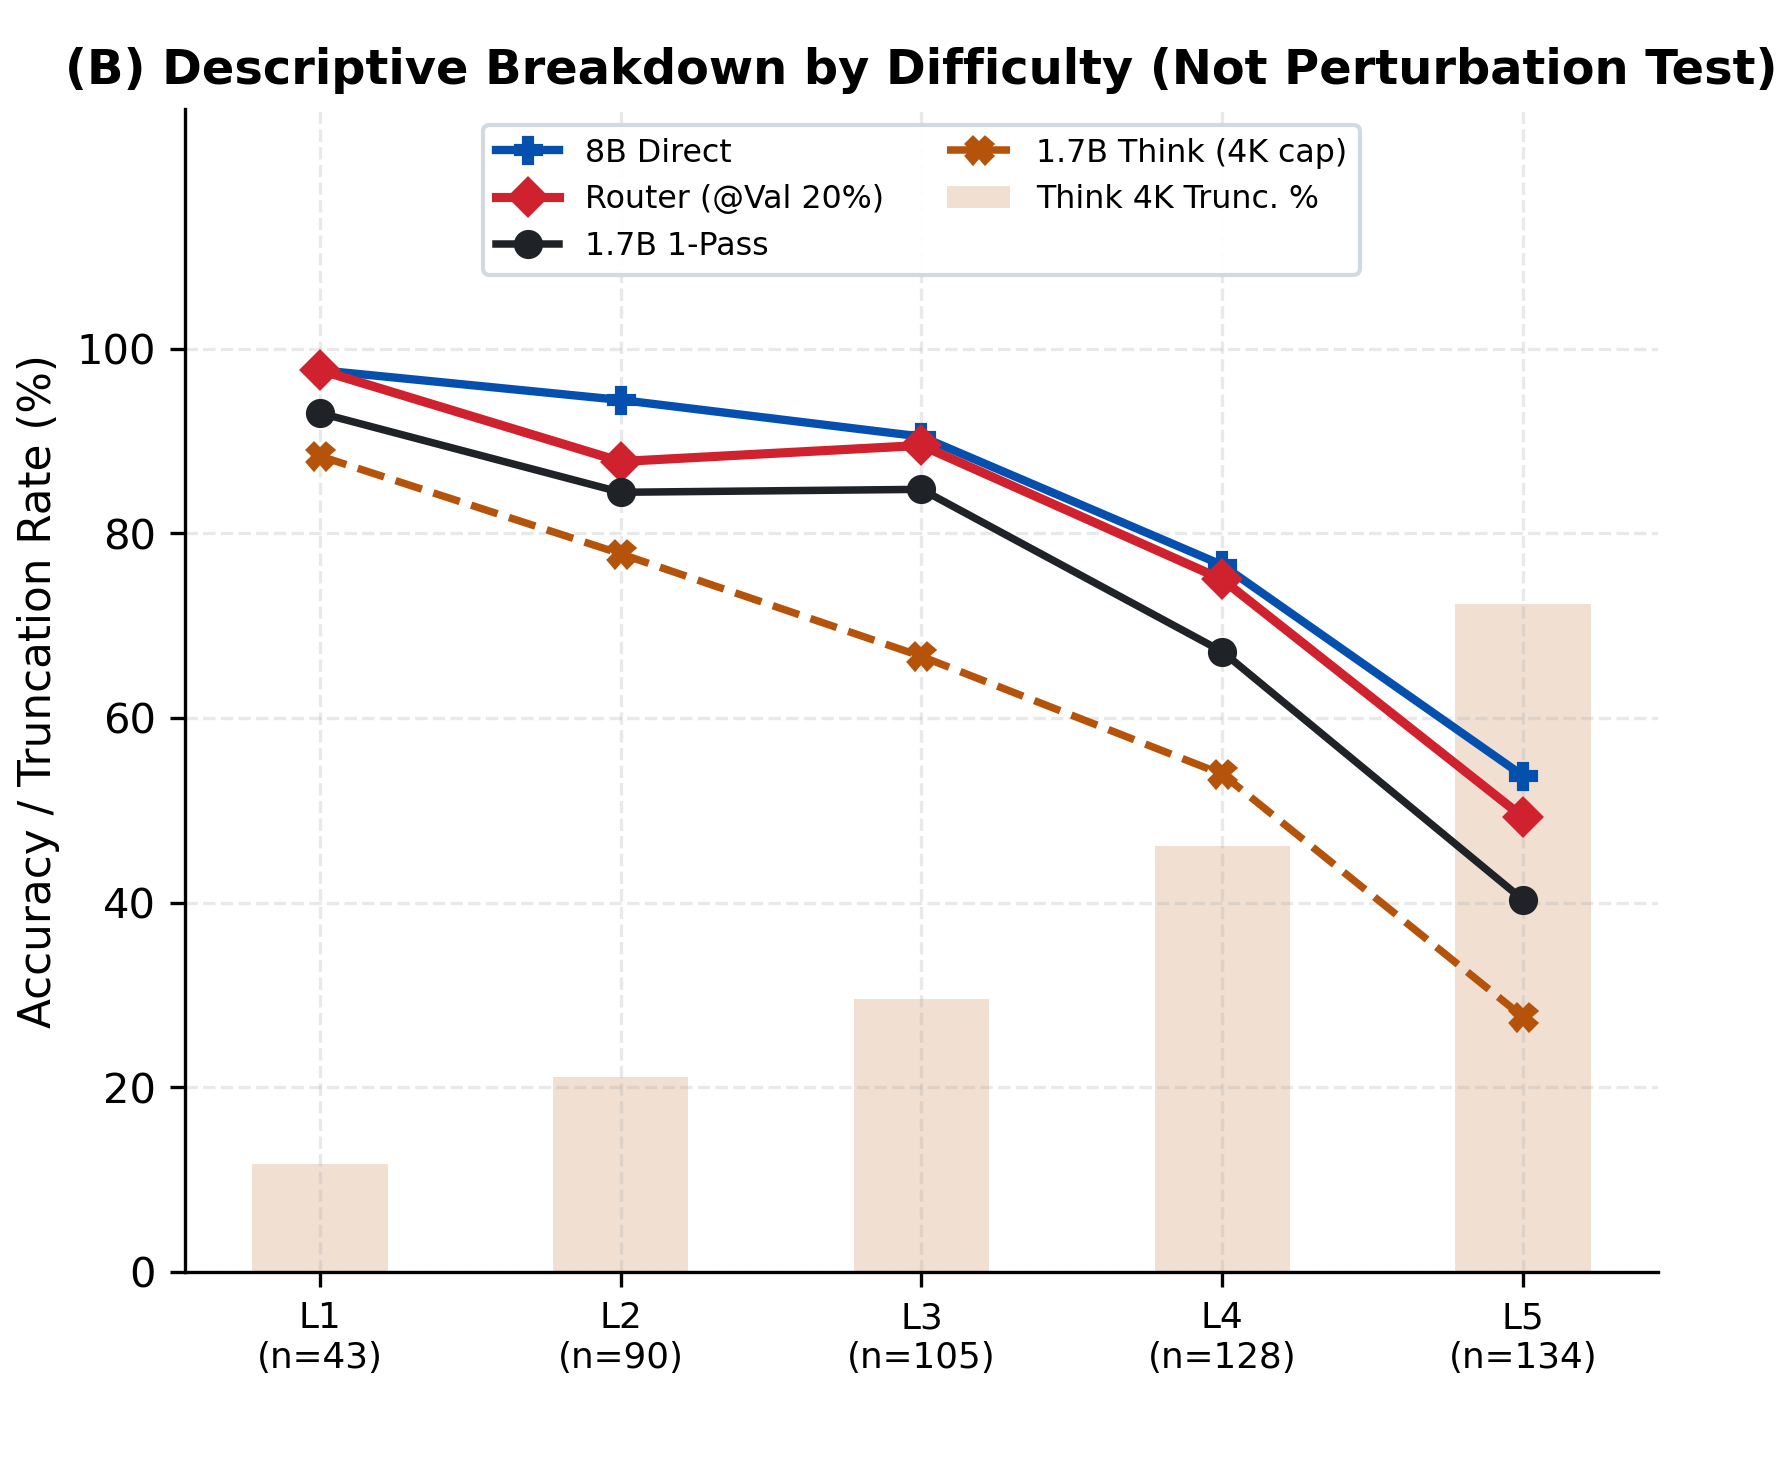 (B) Descriptive Breakdown by Difficulty (Not Perturbation Test)
8B Direct
Router (@Val 20%)
1.7B 1-Pass
1.7B Think (4K cap)
Think 4K Trunc. %
Accuracy / Truncation Rate (%)
100
80
60
40
20
0
L1
(n=43)
L2
(n=90)
L3
(n=105)
L4
(n=128)
L5
(n=134)